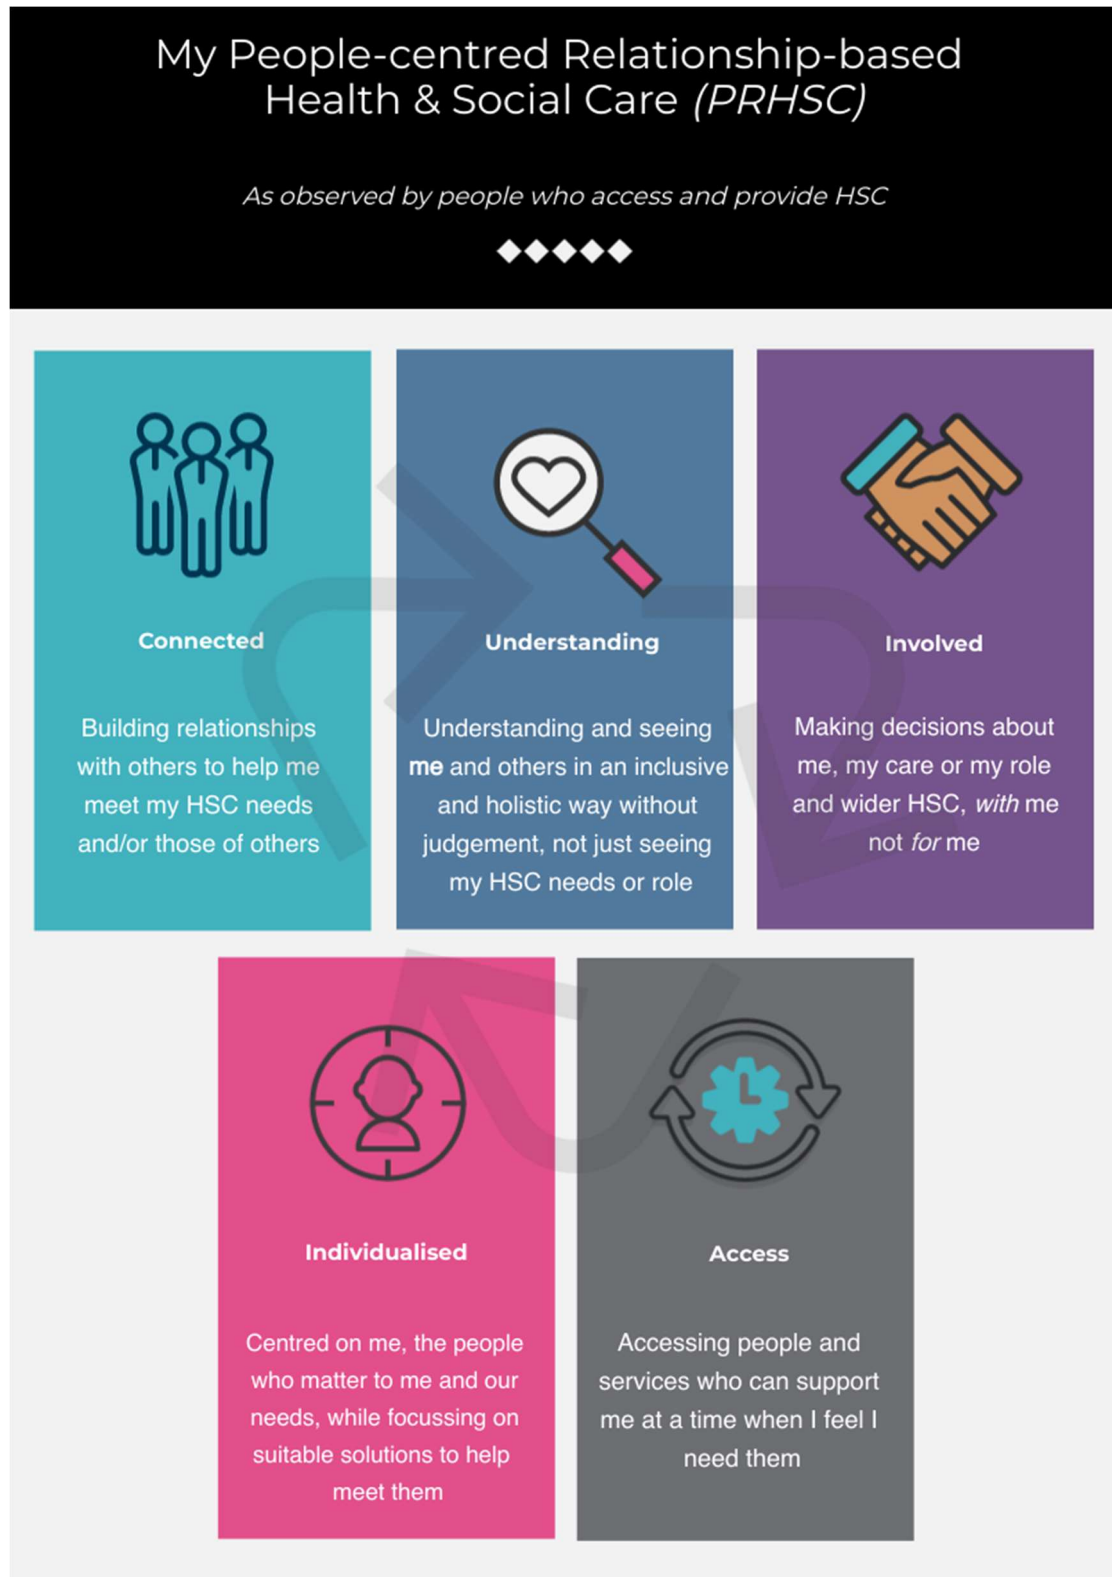 My People-centred Relationship-based
Health & Social Care (PRHSC)
As observed by people who access and provide HSC
Connected
Building relationships
with others to help me
meet my HSC needs
and/or those of others
Understanding
Understanding and seeing
me and others in an inclusive
and holistic way without
judgement, not just seeing
my HSC needs or role
Involved
Making decisions about
me, my care or my role
and wider HSC, with me
not for me
Individualised
Centred on me, the people
who matter to me and our
needs, while focussing on
suitable solutions to help
meet them
Access
Accessing people and
services who can support
me at a time when I feel I
need them